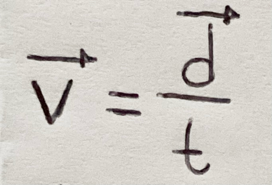 v⃗ = d⃗ / t